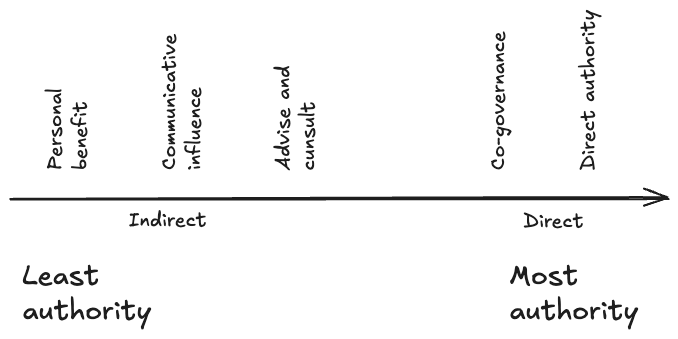 Personal
benefit
Communicative
influence
Advise and
cunsult
Co-governance
Direct authority
Indirect
Direct
Least
authority
Most
authority